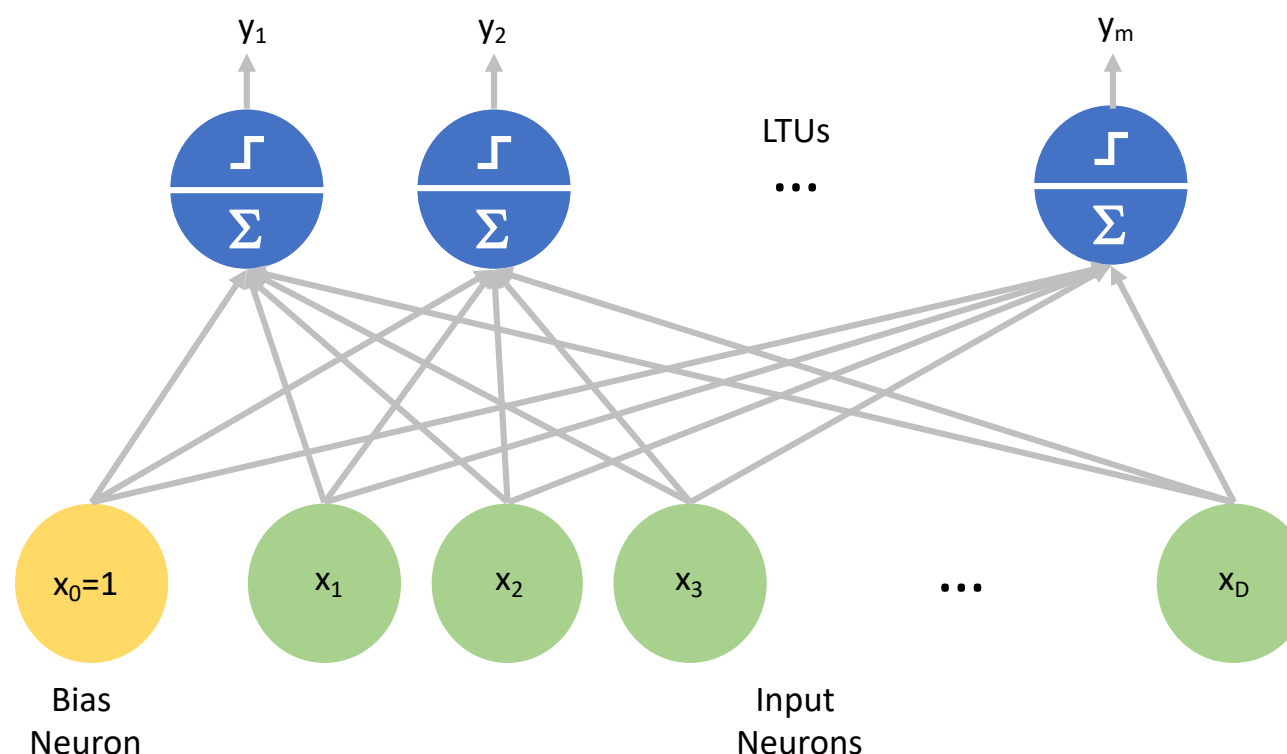 y₁ y₂ yₘ
LTUs
...
Σ Σ Σ
x₀=1 x₁ x₂ x₃ ... x_D
Bias Neuron
Input Neurons